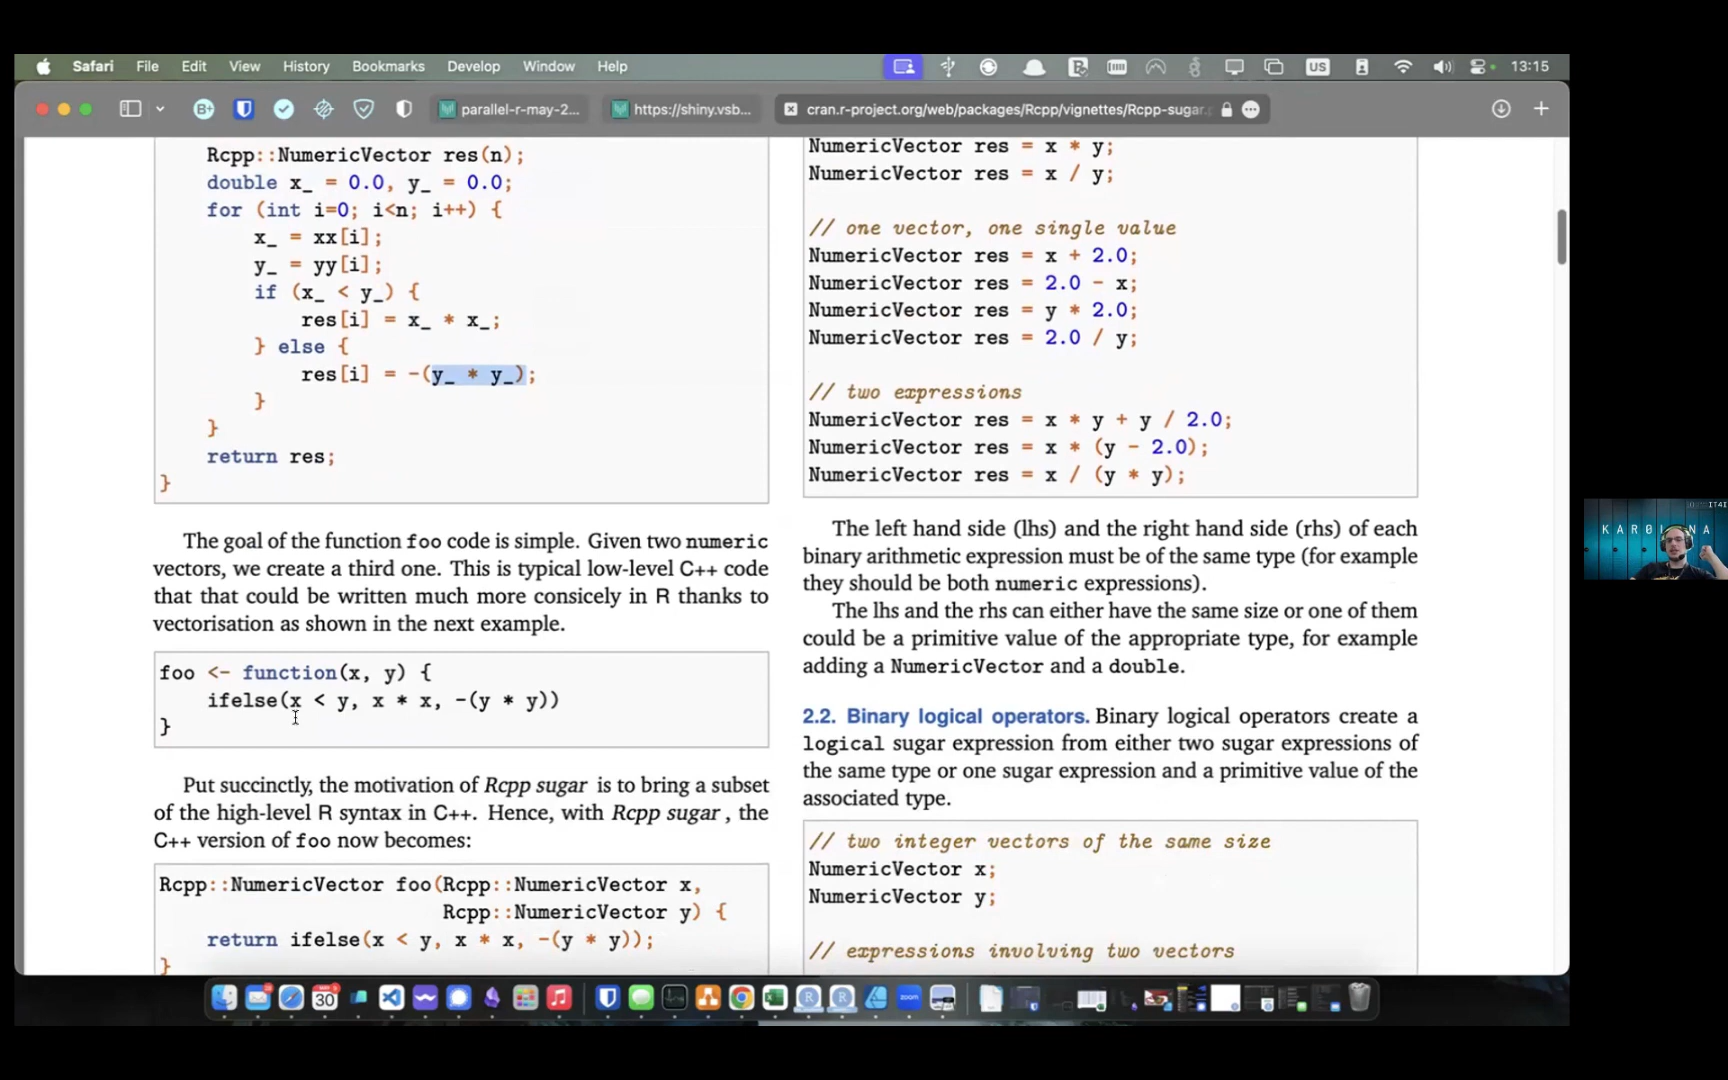 Safari File Edit View History Bookmarks Develop Window Help US 13:15
parallel-r-may-2... https://shiny.vsb... cran.r-project.org/web/packages/Rcpp/vignettes/Rcpp-sugar.
Rcpp::NumericVector res(n);
double x_ = 0.0, y_ = 0.0;
for (int i=0; i<n; i++) {
x_ = xx[i];
y_ = yy[i];
if (x_ < y_) {
res[i] = x_ * x_;
} else {
res[i] = -(y_ * y_);
}
}
return res;
}
The goal of the function foo code is simple. Given two numeric
vectors, we create a third one. This is typical low-level C++ code
that that could be written much more consicely in R thanks to
vectorisation as shown in the next example.
foo <- function(x, y) {
ifelse(x < y, x * x, -(y * y))
}
Put succinctly, the motivation of Rcpp sugar is to bring a subset
of the high-level R syntax in C++. Hence, with Rcpp sugar , the
C++ version of foo now becomes:
Rcpp::NumericVector foo(Rcpp::NumericVector x,
Rcpp::NumericVector y) {
return ifelse(x < y, x * x, -(y * y));
}
NumericVector res = x * y;
NumericVector res = x / y;
// one vector, one single value
NumericVector res = x + 2.0;
NumericVector res = 2.0 - x;
NumericVector res = y * 2.0;
NumericVector res = 2.0 / y;
// two expressions
NumericVector res = x * y + y / 2.0;
NumericVector res = x * (y - 2.0);
NumericVector res = x / (y * y);
The left hand side (lhs) and the right hand side (rhs) of each
binary arithmetic expression must be of the same type (for example
they should be both numeric expressions).
The lhs and the rhs can either have the same size or one of them
could be a primitive value of the appropriate type, for example
adding a NumericVector and a double.
2.2. Binary logical operators. Binary logical operators create a
logical sugar expression from either two sugar expressions of
the same type or one sugar expression and a primitive value of the
associated type.
// two integer vectors of the same size
NumericVector x;
NumericVector y;
// expressions involving two vectors
IT4I
KAROLINA
30
zoom